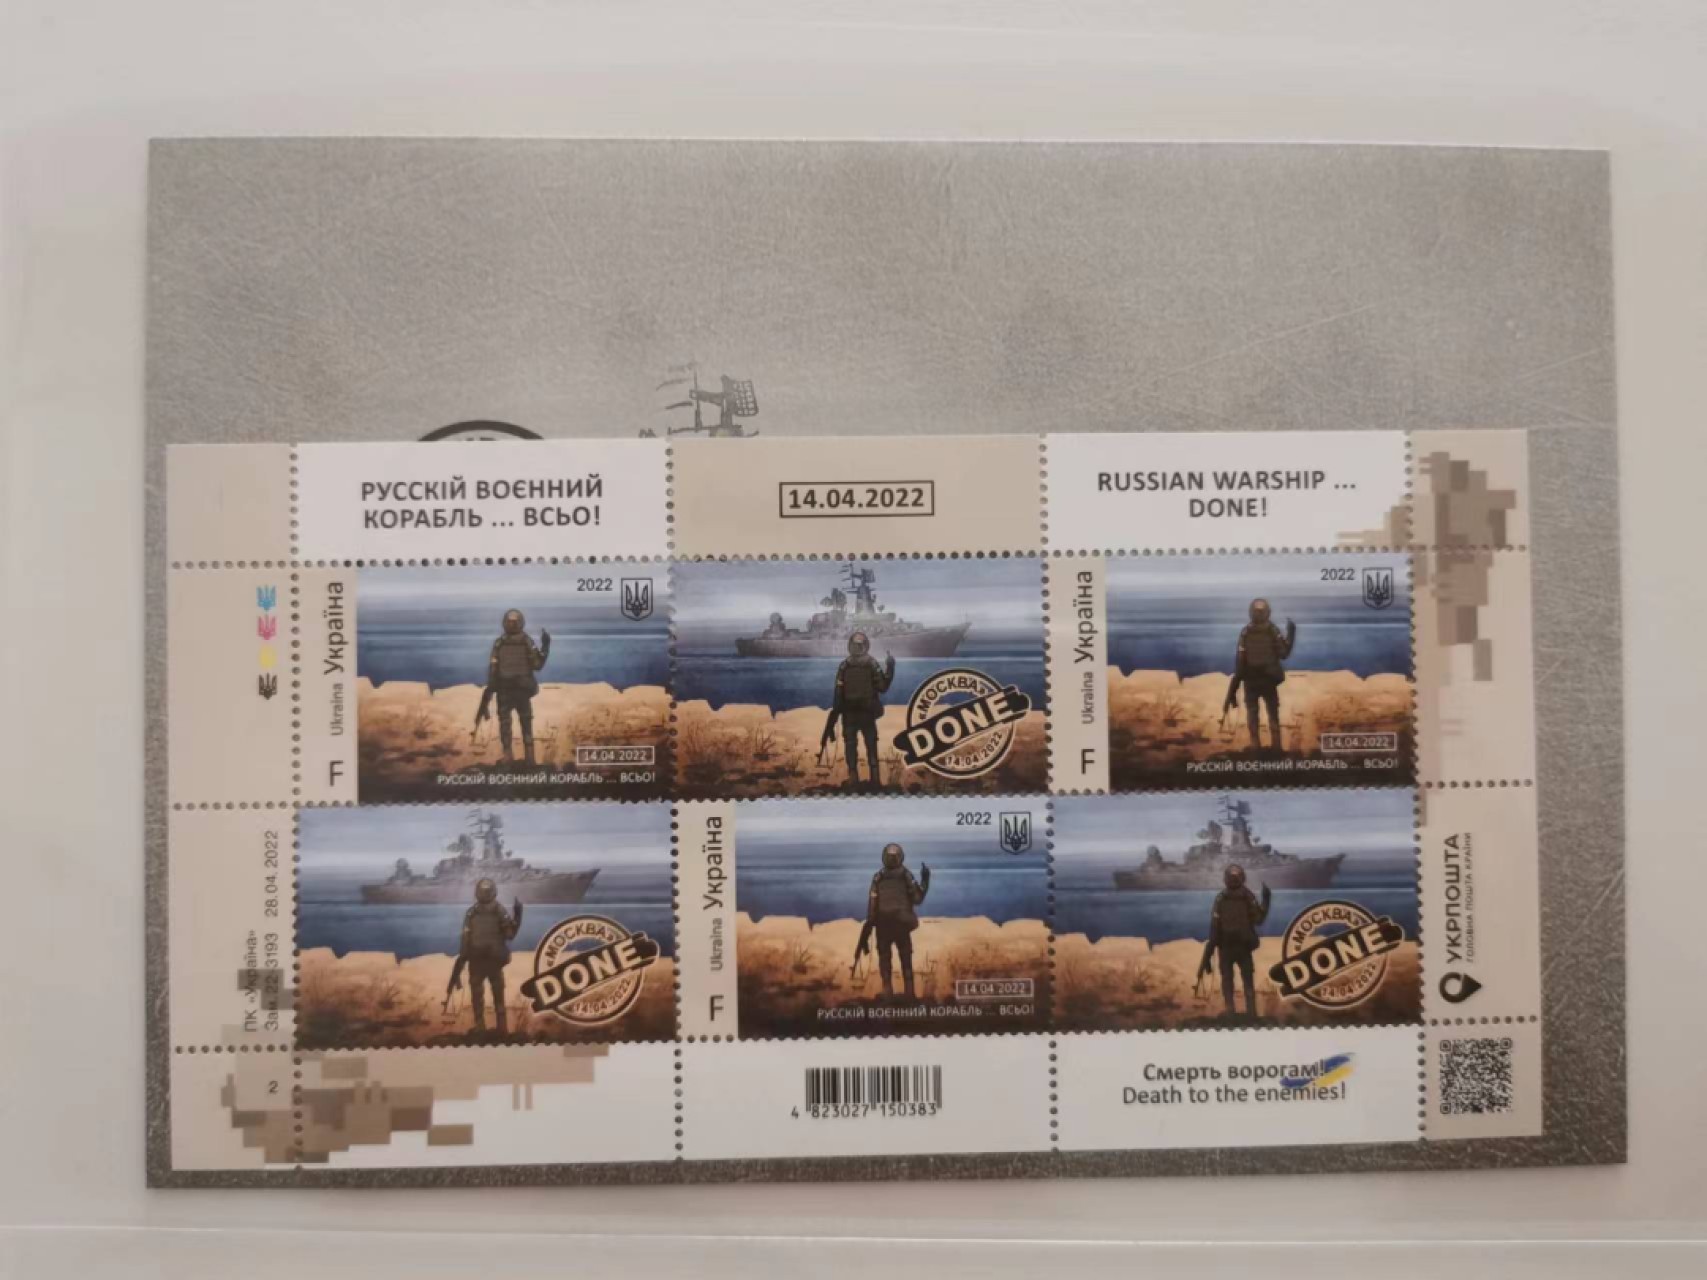 РУССКІЙ ВОЄННИЙ
КОРАБЛЬ ... ВСЬО!
14.04.2022
RUSSIAN WARSHIP ...
DONE!
2022
Україна
Ukraina
F
14.04.2022
РУССКІЙ ВОЄННИЙ КОРАБЛЬ ... ВСЬО!
«МОСКВА»
DONE
14.04.2022
2022
Україна
Ukraina
F
14.04.2022
РУССКІЙ ВОЄННИЙ КОРАБЛЬ ... ВСЬО!
«МОСКВА»
DONE
14.04.2022
2022
Україна
Ukraina
F
14.04.2022
РУССКІЙ ВОЄННИЙ КОРАБЛЬ ... ВСЬО!
«МОСКВА»
DONE
14.04.2022
ПК «Україна»
Зам. 22-3193 28.04.2022
2
УКРПОШТА
ГОЛОВНА ПОШТА КРАЇНИ
4 823027 150383
Смерть ворогам!
Death to the enemies!